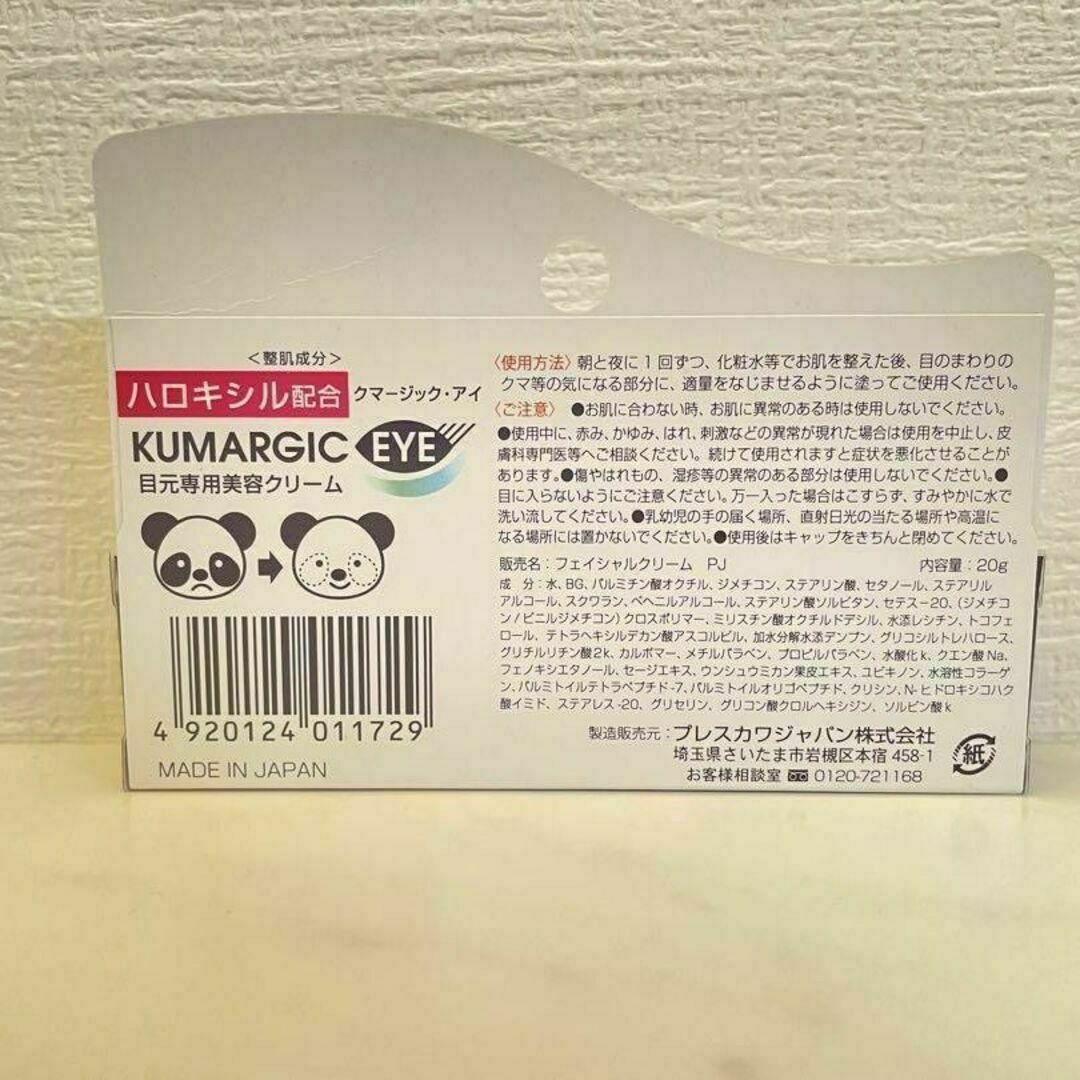 ＜整肌成分＞
ハロキシル配合 クマージック・アイ
KUMARGIC EYE
目元専用美容クリーム
4 920124 011729
MADE IN JAPAN
〈使用方法〉朝と夜に1回ずつ、化粧水等でお肌を整えた後、目のまわりの
クマ等の気になる部分に、適量をなじませるように塗ってご使用ください。
〈ご注意〉 ●お肌に合わない時、お肌に異常のある時は使用しないでください。
●使用中に、赤み、かゆみ、はれ、刺激などの異常が現れた場合は使用を中止し、皮
膚科専門医等へご相談ください。続けて使用されますと症状を悪化させることが
あります。●傷やはれもの、湿疹等の異常のある部分は使用しないでください。●
目に入らないようにご注意ください。万一入った場合はこすらず、すみやかに水で
洗い流してください。●乳幼児の手の届く場所、直射日光の当たる場所や高温に
なる場所には置かないでください。●使用後はキャップをきちんと閉めてください。
販売名：フェイシャルクリーム PJ 内容量：20g
成 分：水、BG、パルミチン酸オクチル、ジメチコン、ステアリン酸、セタノール、ステアリル
アルコール、スクワラン、ベヘニルアルコール、ステアリン酸ソルビタン、セテス－20、(ジメチコ
ン/ビニルジメチコン)クロスポリマー、ミリスチン酸オクチルドデシル、水添レシチン、トコフェ
ロール、テトラヘキシルデカン酸アスコルビル、加水分解水添デンプン、グリコシルトレハロース、
グリチルリチン酸2k、カルボマー、メチルパラベン、プロピルパラベン、水酸化k、クエン酸Na、
フェノキシエタノール、セージエキス、ウンシュウミカン果皮エキス、ユビキノン、水溶性コラーゲ
ン、パルミトイルテトラペプチド-7、パルミトイルオリゴペプチド、クリシン、N-ヒドロキシコハク
酸イミド、ステアレス-20、グリセリン、グリコン酸クロルヘキシジン、ソルビン酸k
製造販売元：プレスカワジャパン株式会社
埼玉県さいたま市岩槻区本宿 458-1
お客様相談室 0120-721168
紙